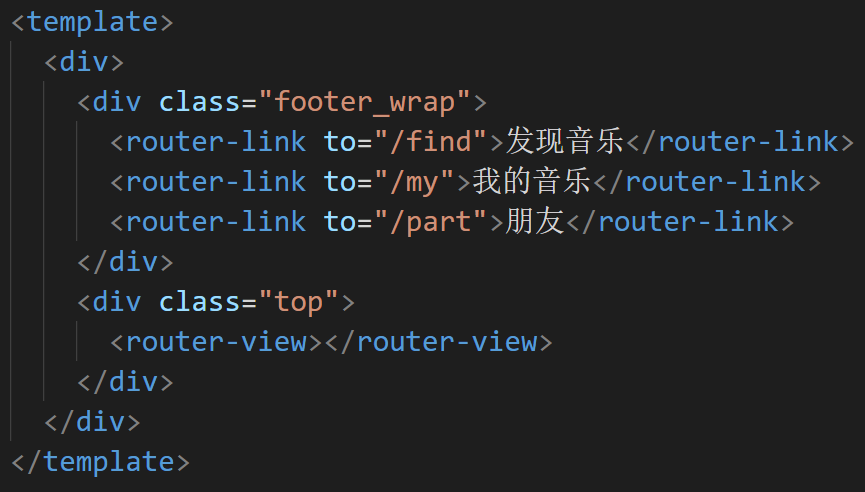 <template>
  <div>
    <div class="footer_wrap">
      <router-link to="/find">发现音乐</router-link>
      <router-link to="/my">我的音乐</router-link>
      <router-link to="/part">朋友</router-link>
    </div>
    <div class="top">
      <router-view></router-view>
    </div>
  </div>
</template>